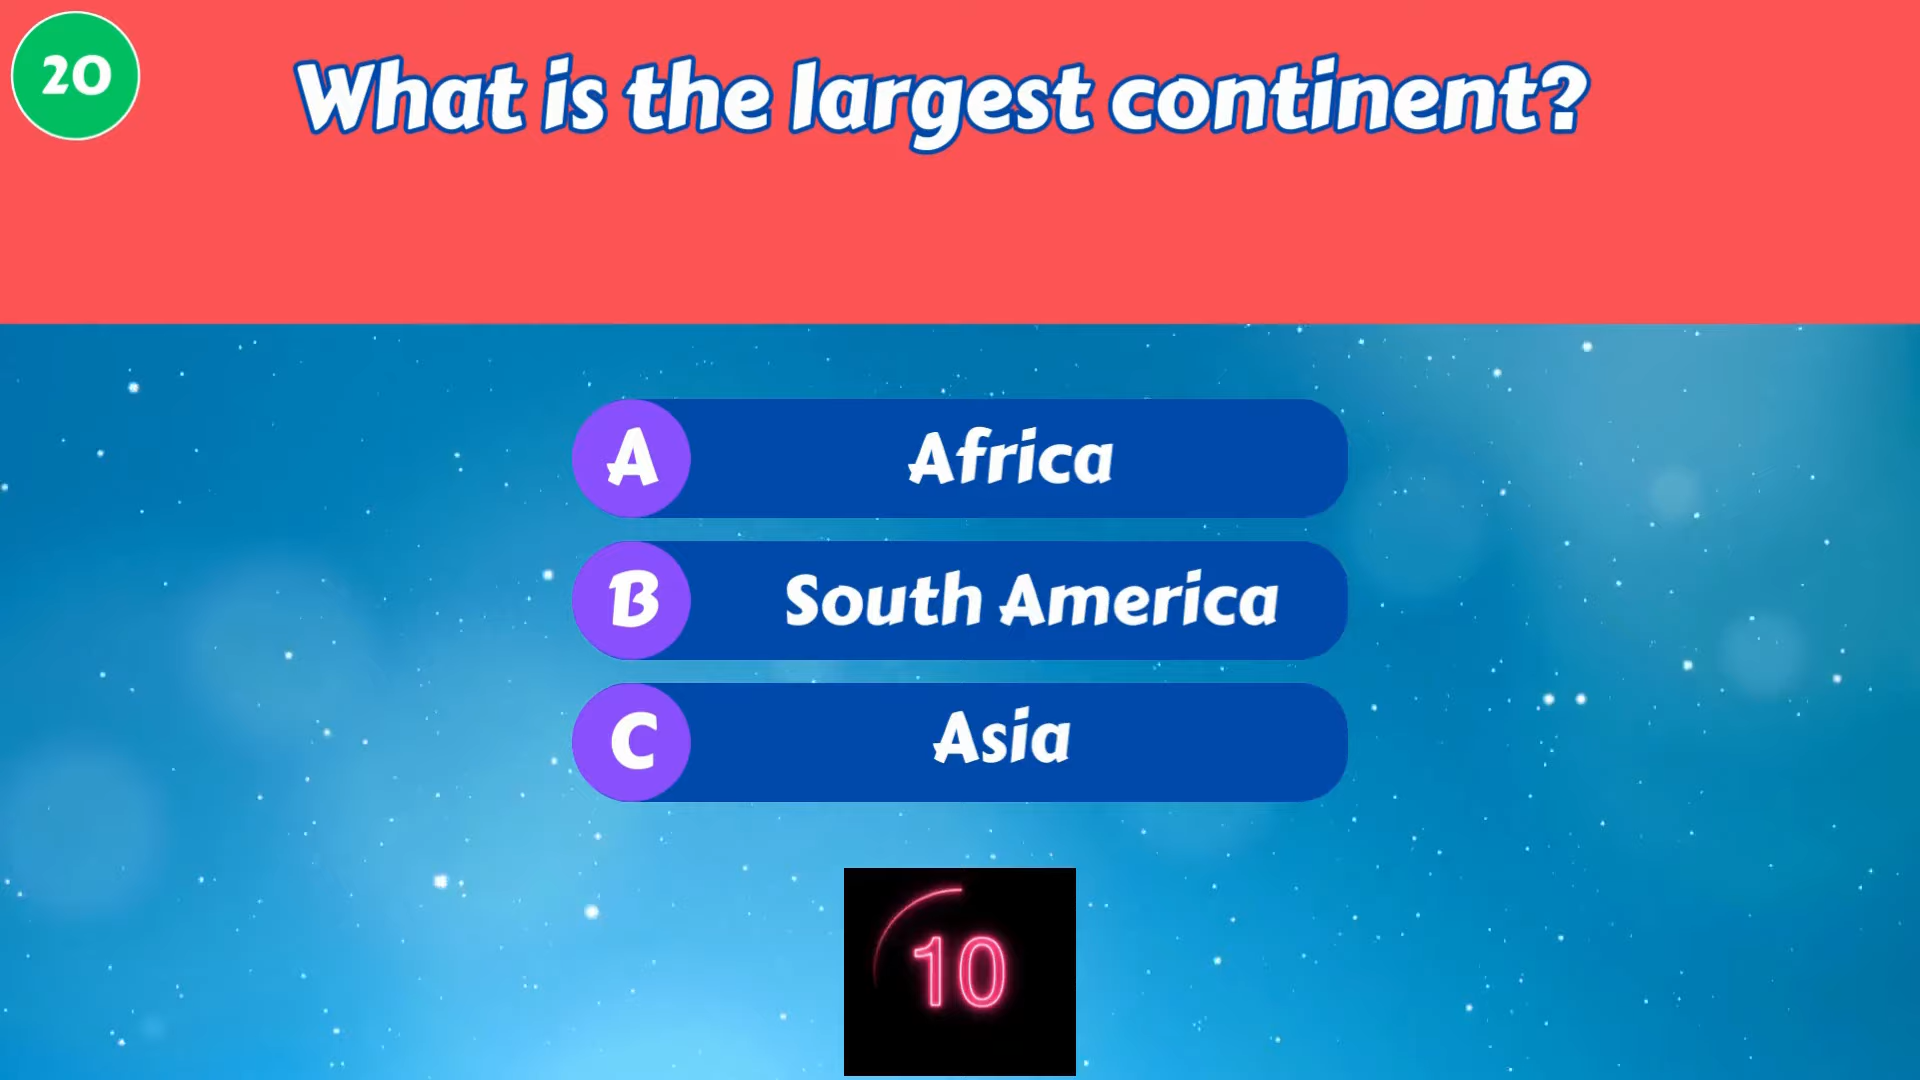 20
What is the largest continent?
A
Africa
B
South America
C
Asia
10